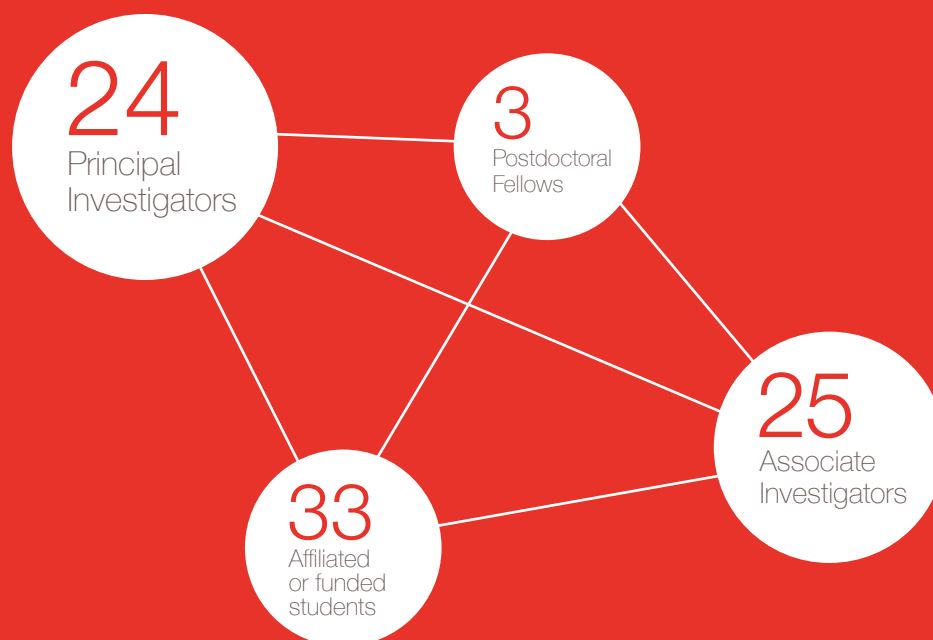 24
Principal
Investigators
3
Postdoctoral
Fellows
25
Associate
Investigators
33
Affiliated
or funded
students